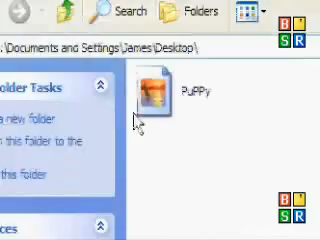 Search Folders
:\Documents and Settings\James\Desktop\
B S R
older Tasks
PuPPy
a new folder
n this folder to the
this folder
B S R
ces